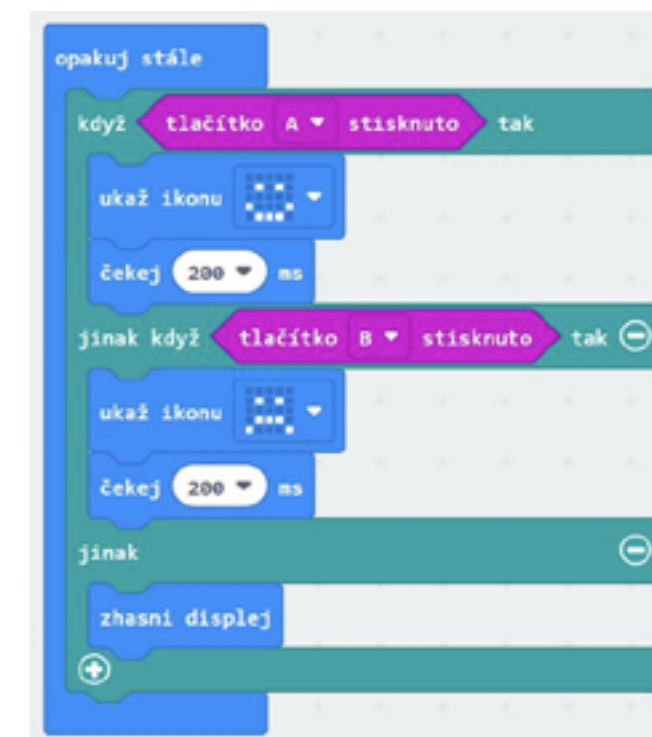 opakuj stále
když tlačítko A stisknuto tak
ukaž ikonu
čekej 200 ms
jinak když tlačítko B stisknuto tak
ukaž ikonu
čekej 200 ms
jinak
zhasni displej